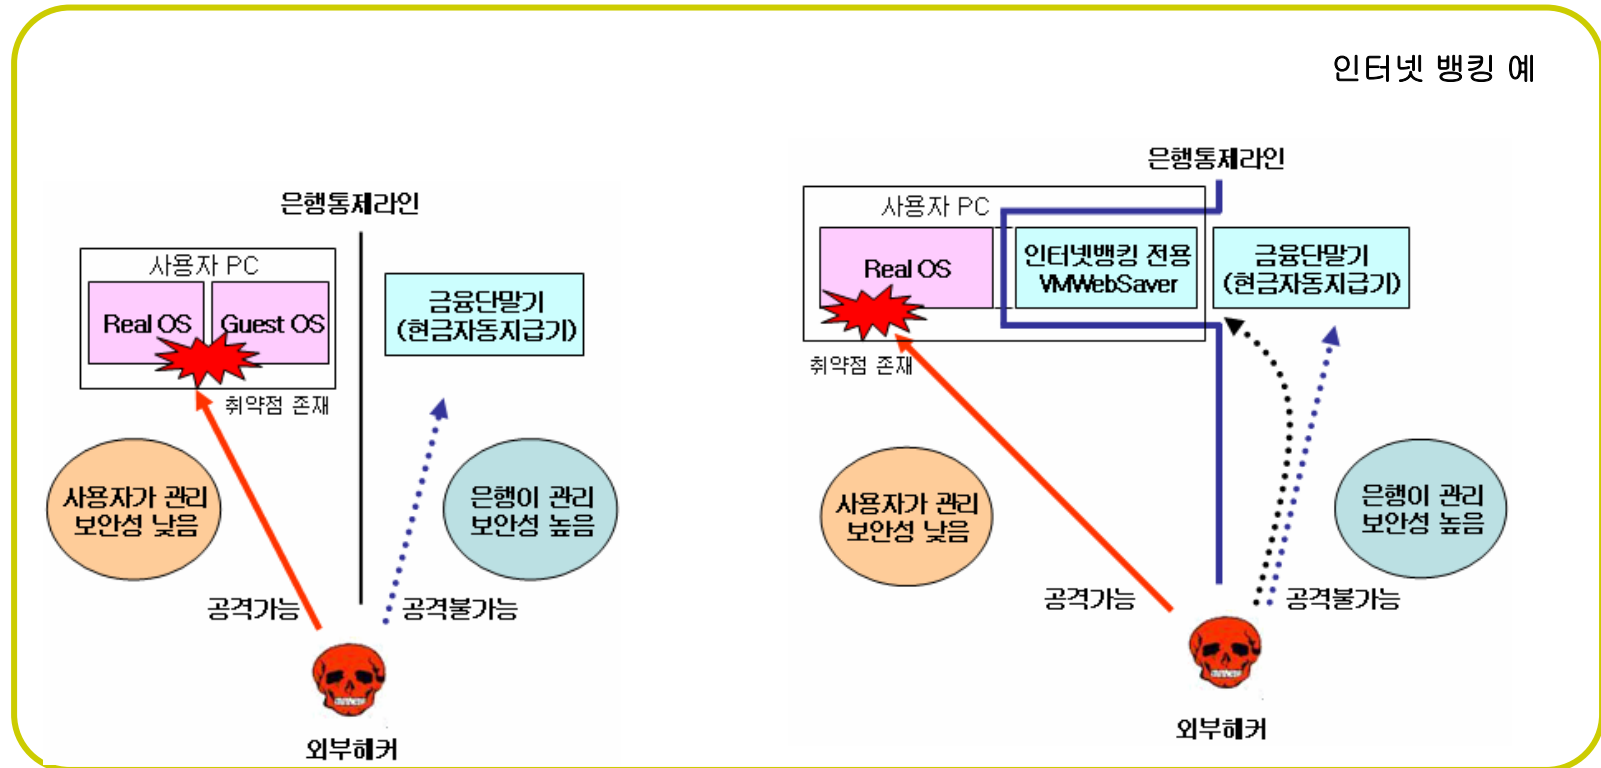 인터넷 뱅킹 예
은행통제라인
사용자 PC
Real OS
Guest OS
금융단말기
(현금자동지급기)
취약점 존재
사용자가 관리
보안성 낮음
은행이 관리
보안성 높음
공격가능
공격불가능
외부해커
은행통제라인
사용자 PC
Real OS
인터넷뱅킹 전용
VMWebSaver
금융단말기
(현금자동지급기)
취약점 존재
사용자가 관리
보안성 낮음
은행이 관리
보안성 높음
공격가능
공격불가능
외부해커